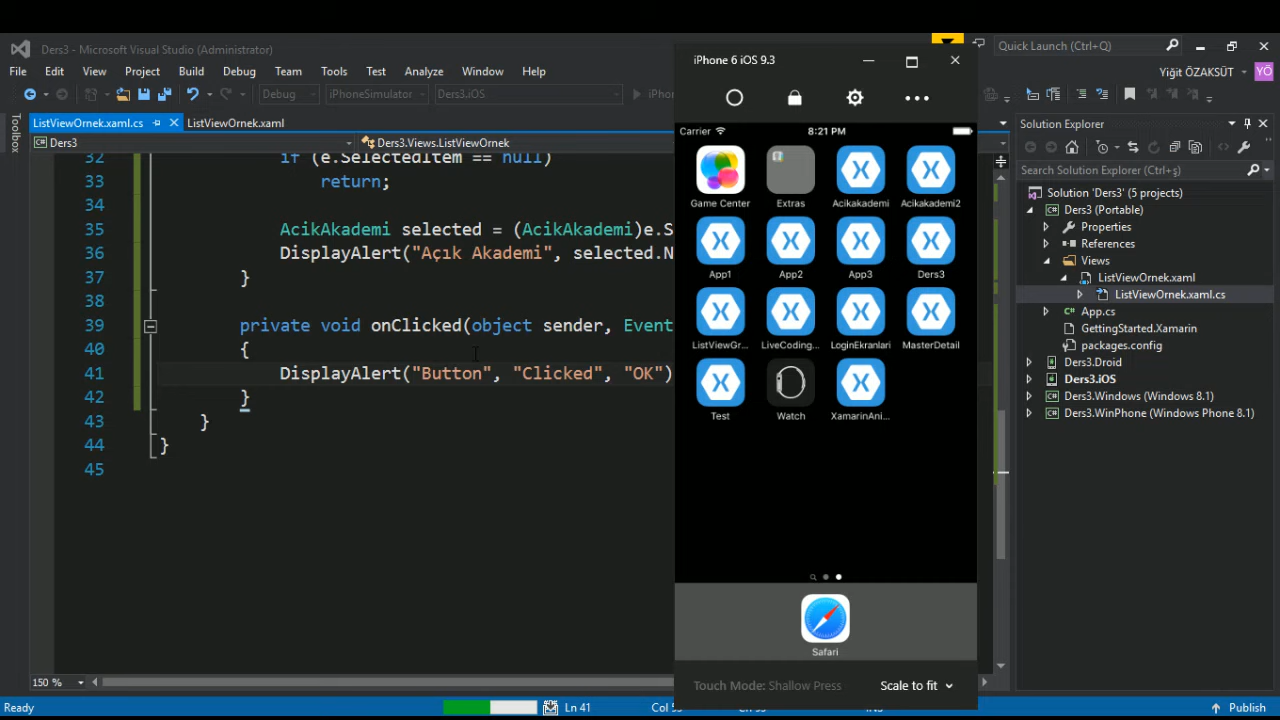 Ders3 - Microsoft Visual Studio (Administrator)
Quick Launch (Ctrl+Q)
File Edit View Project Build Debug Team Tools Test Analyze Window Help
Yiğit ÖZAKSÜT YÖ
Debug iPhoneSimulator Ders3.iOS iPhon
Toolbox
ListViewOrnek.xaml.cs ListViewOrnek.xaml
Ders3 Ders3.Views.ListViewOrnek
32 if (e.SelectedItem == null)
33 return;
34
35 AcikAkademi selected = (AcikAkademi)e.S
36 DisplayAlert("Açık Akademi", selected.N
37 }
38
39 private void onClicked(object sender, Event
40 {
41 DisplayAlert("Button", "Clicked", "OK")
42 }
43 }
44 }
45
150 %
Ready Ln 41
Publish
iPhone 6 iOS 9.3
Carrier 8:21 PM
Game Center Extras Acikakademi Acikakademi2
App1 App2 App3 Ders3
ListViewGr... LiveCoding... LoginEkranlari MasterDetail
Test Watch XamarinAni...
Safari
Touch Mode: Shallow Press Scale to fit
Solution Explorer
Search Solution Explorer (Ctrl+ş)
Solution 'Ders3' (5 projects)
Ders3 (Portable)
Properties
References
Views
ListViewOrnek.xaml
ListViewOrnek.xaml.cs
App.cs
GettingStarted.Xamarin
packages.config
Ders3.Droid
Ders3.iOS
Ders3.Windows (Windows 8.1)
Ders3.WinPhone (Windows Phone 8.1)